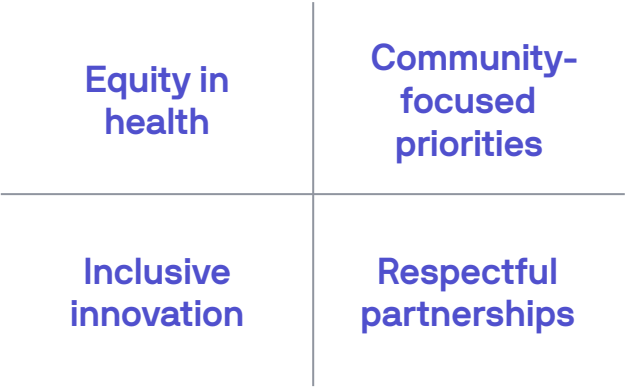 Equity in
health
Community-
focused
priorities
Inclusive
innovation
Respectful
partnerships